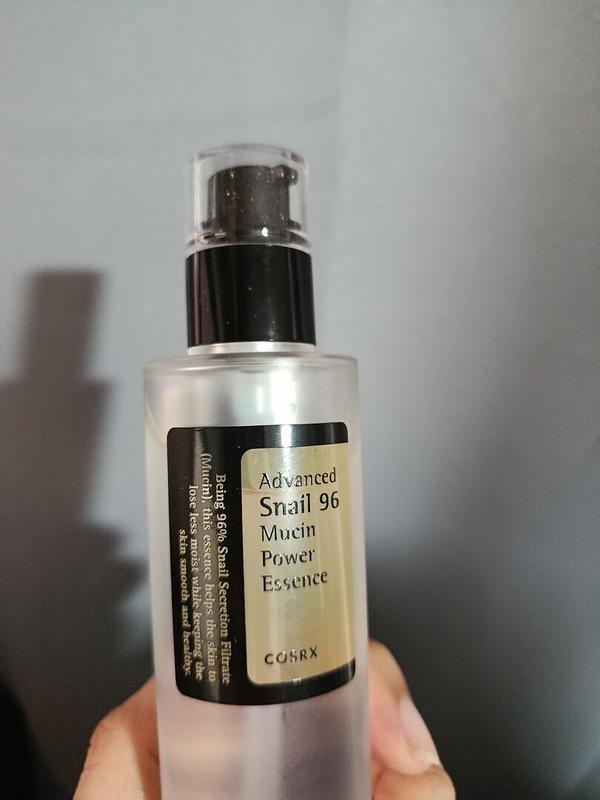 Advanced
Snail 96
Mucin
Power
Essence
COSRX
Being 96% Snail Secretion Filtrate
(Mucin), this essence helps the skin to
lose less moist while keeping the
skin smooth and healthy.